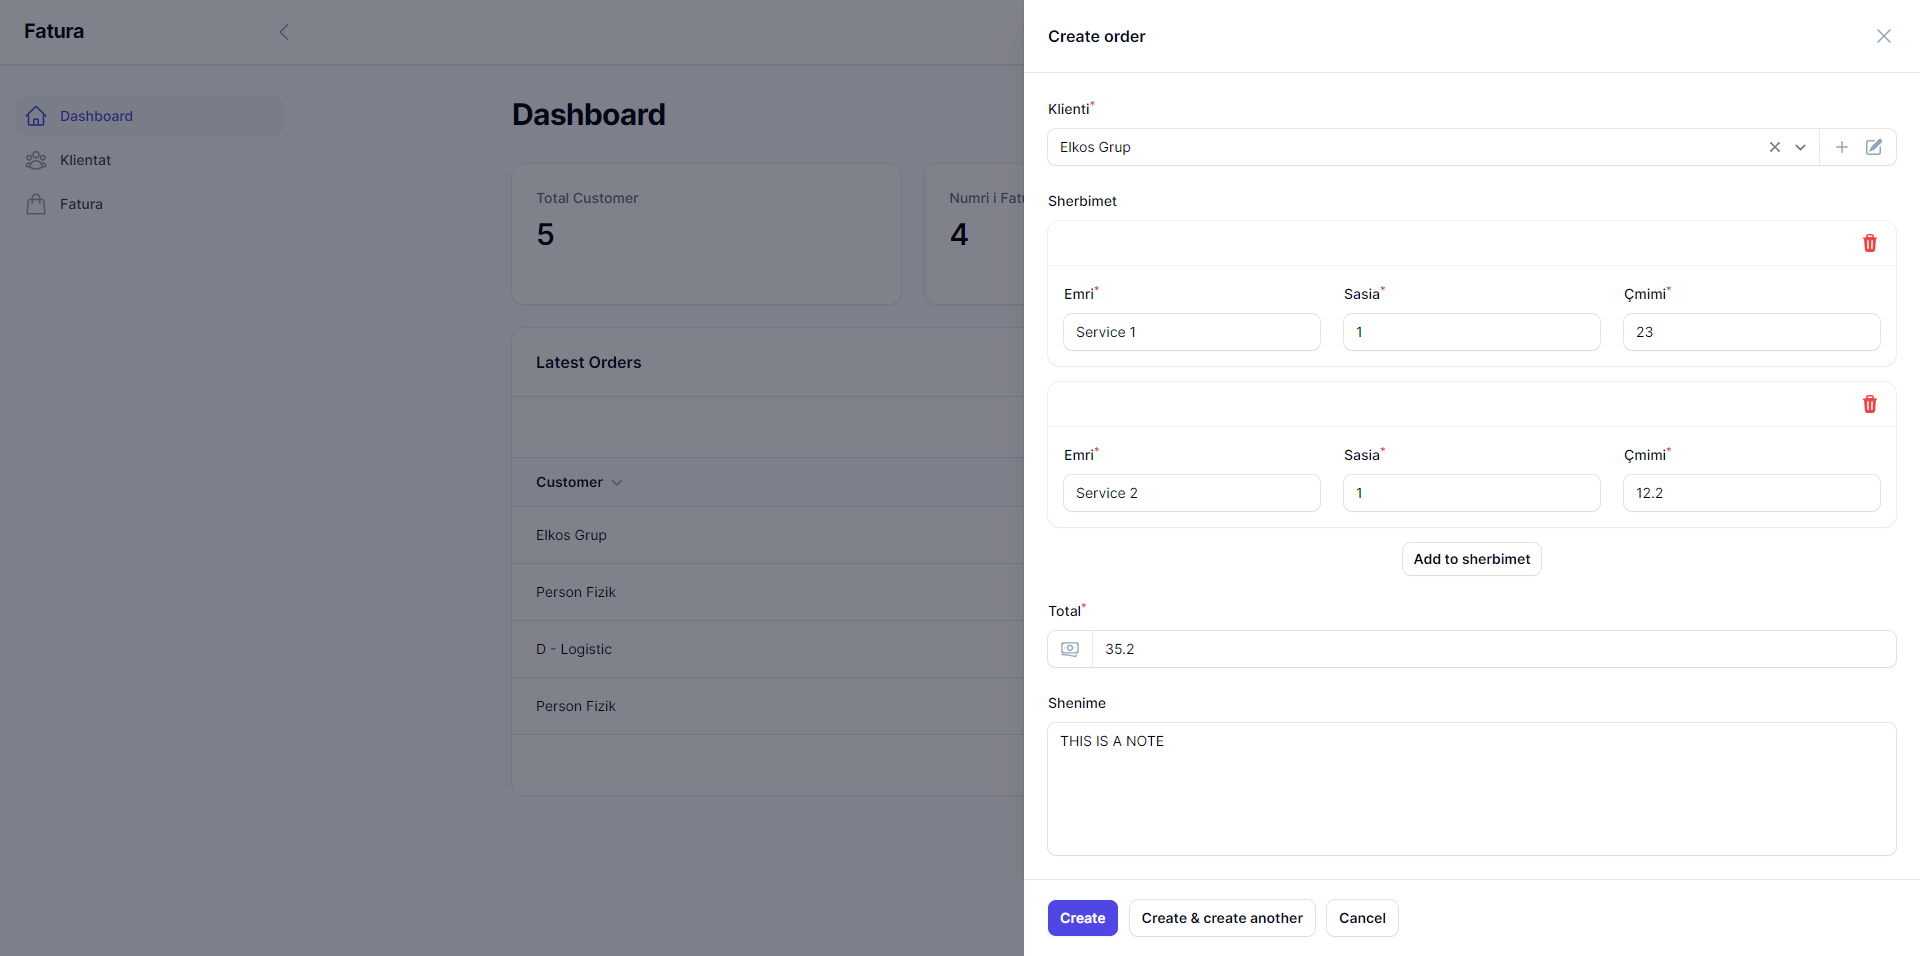 Fatura
Dashboard
Klientat
Fatura
Dashboard
Total Customer
5
Numri i Fatu
4
Latest Orders
Customer
Elkos Grup
Person Fizik
D - Logistic
Person Fizik
Create order
Klienti*
Elkos Grup
Sherbimet
Emri* Sasia* Çmimi*
Service 1 1 23
Emri* Sasia* Çmimi*
Service 2 1 12.2
Add to sherbimet
Total*
35.2
Shenime
THIS IS A NOTE
Create Create & create another Cancel